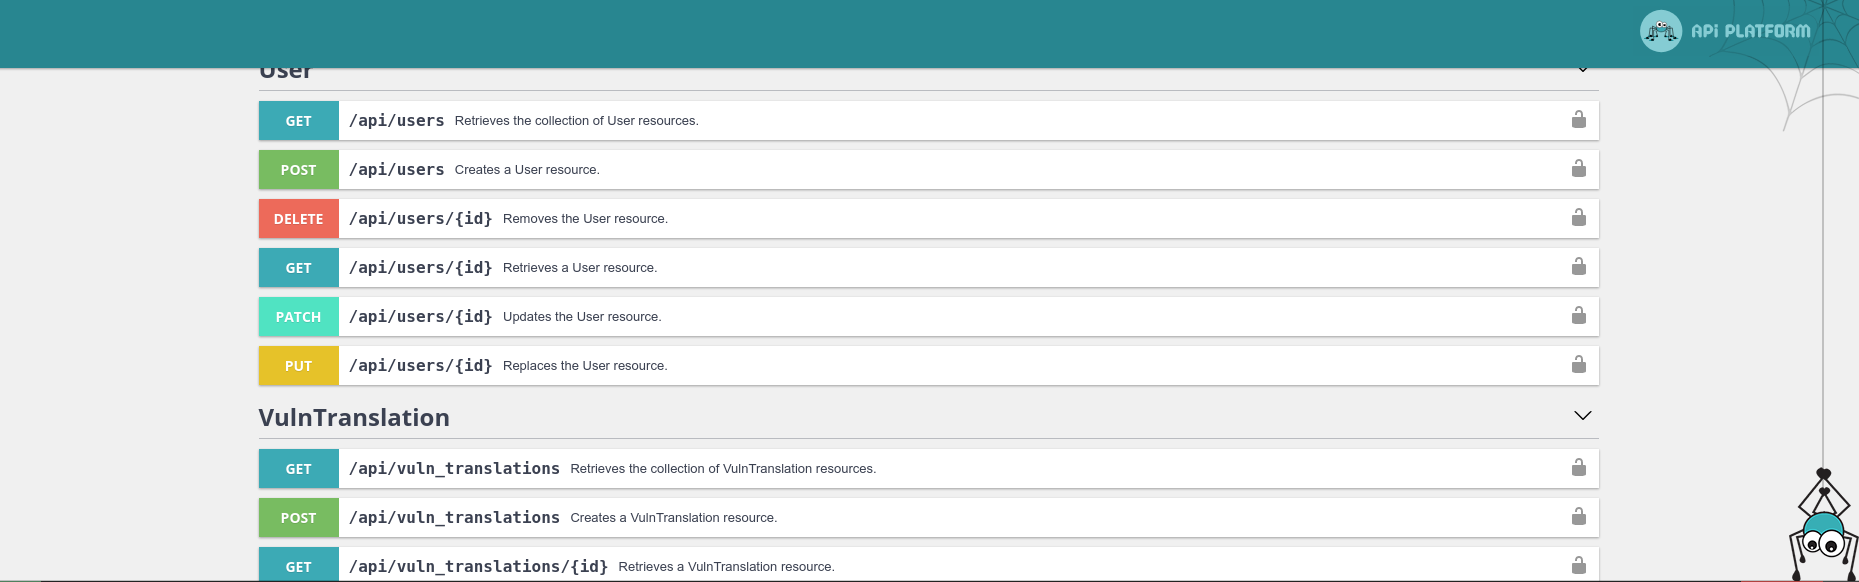 API PLATFORM
User
GET /api/users Retrieves the collection of User resources.
POST /api/users Creates a User resource.
DELETE /api/users/{id} Removes the User resource.
GET /api/users/{id} Retrieves a User resource.
PATCH /api/users/{id} Updates the User resource.
PUT /api/users/{id} Replaces the User resource.
VulnTranslation
GET /api/vuln_translations Retrieves the collection of VulnTranslation resources.
POST /api/vuln_translations Creates a VulnTranslation resource.
GET /api/vuln_translations/{id} Retrieves a VulnTranslation resource.